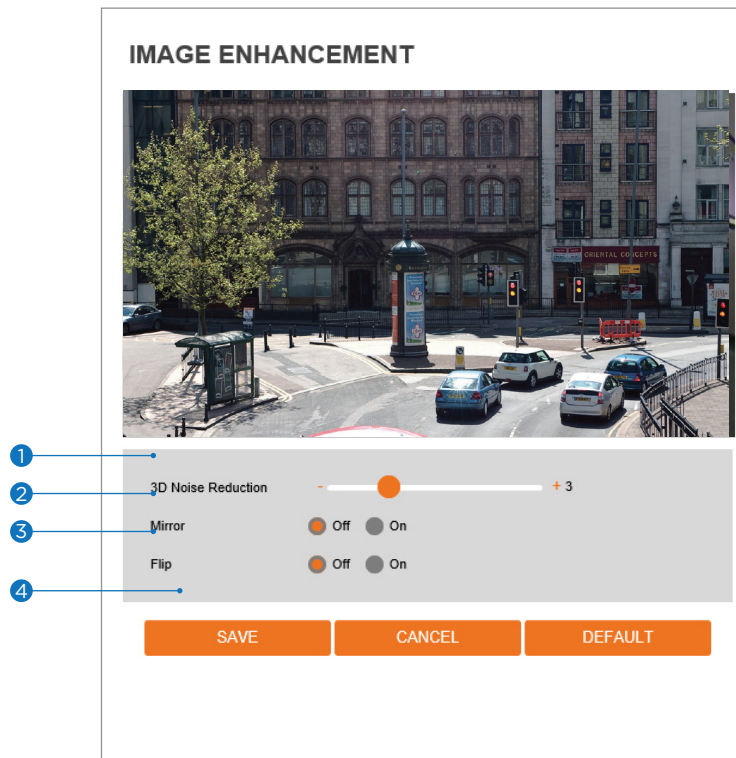 IMAGE ENHANCEMENT
ORIENTAL CONCEPTS
1
3D Noise Reduction - + 3
2
Mirror Off On
3
Flip Off On
4
SAVE CANCEL DEFAULT